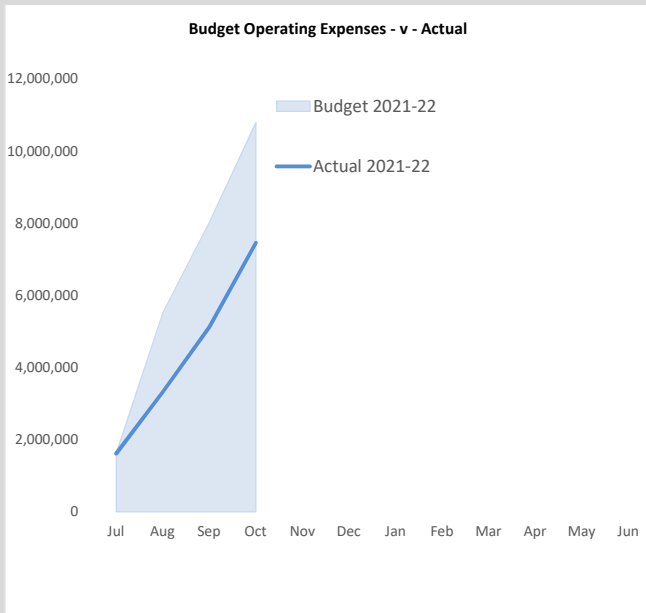 Budget Operating Expenses - v - Actual
12,000,000
Budget 2021-22
10,000,000
Actual 2021-22
8,000,000
6,000,000
4,000,000
2,000,000
0
Jul Aug Sep Oct Nov Dec Jan Feb Mar Apr May Jun